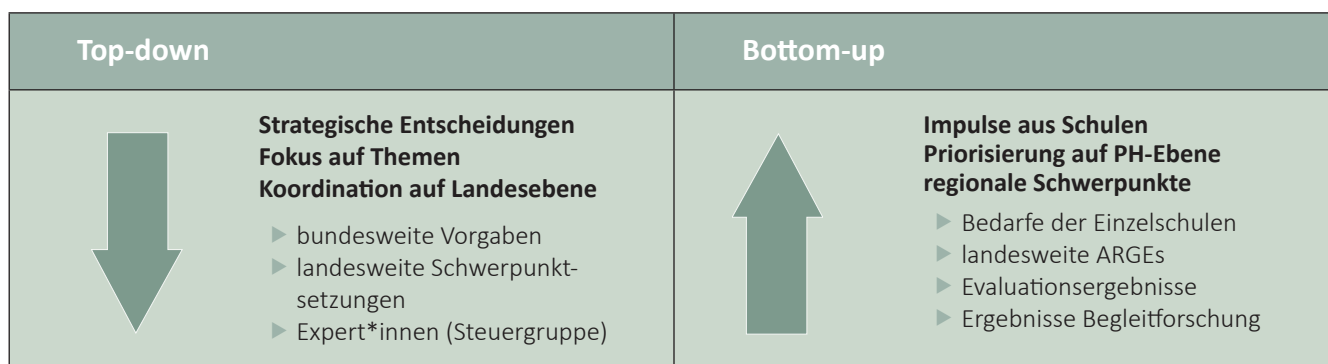 Top-down
Strategische Entscheidungen
Fokus auf Themen
Koordination auf Landesebene
bundesweite Vorgaben
landesweite Schwerpunkt-
setzungen
Expert*innen (Steuergruppe)
Bottom-up
Impulse aus Schulen
Priorisierung auf PH-Ebene
regionale Schwerpunkte
Bedarfe der Einzelschulen
landesweite ARGEs
Evaluationsergebnisse
Ergebnisse Begleitforschung